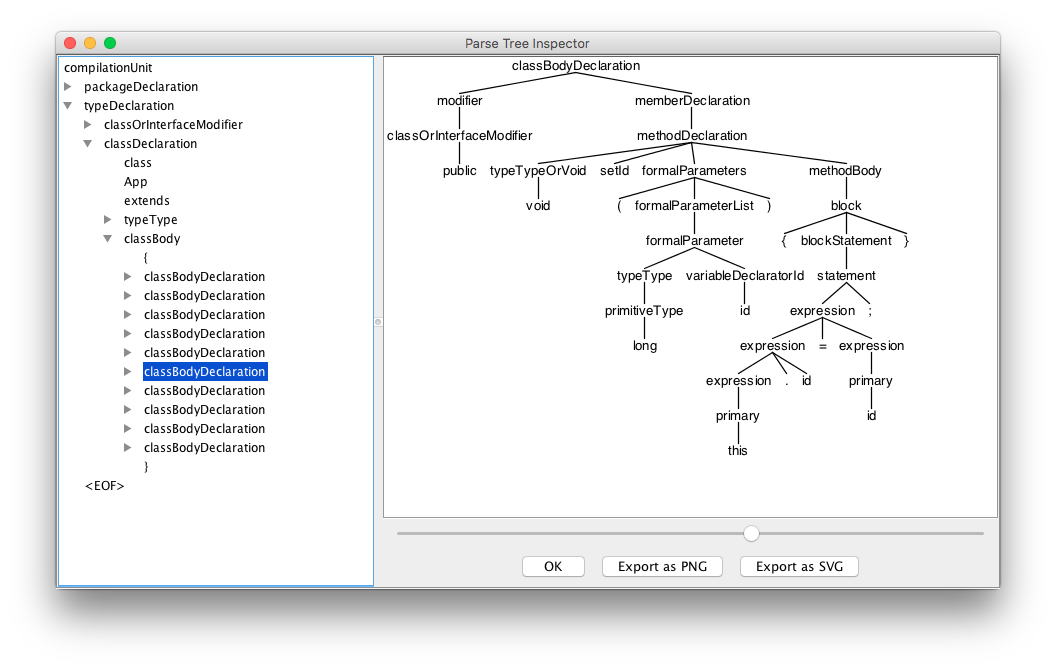 Parse Tree Inspector
compilationUnit
packageDeclaration
typeDeclaration
classOrInterfaceModifier
classDeclaration
class
App
extends
typeType
classBody
{
classBodyDeclaration
classBodyDeclaration
classBodyDeclaration
classBodyDeclaration
classBodyDeclaration
classBodyDeclaration
classBodyDeclaration
classBodyDeclaration
classBodyDeclaration
classBodyDeclaration
}
<EOF>
classBodyDeclaration
modifier memberDeclaration
classOrInterfaceModifier methodDeclaration
public typeTypeOrVoid setId formalParameters methodBody
void ( formalParameterList ) block
formalParameter { blockStatement }
typeType variableDeclaratorId statement
primitiveType id expression ;
long expression = expression
expression . id primary
primary id
this
OK Export as PNG Export as SVG